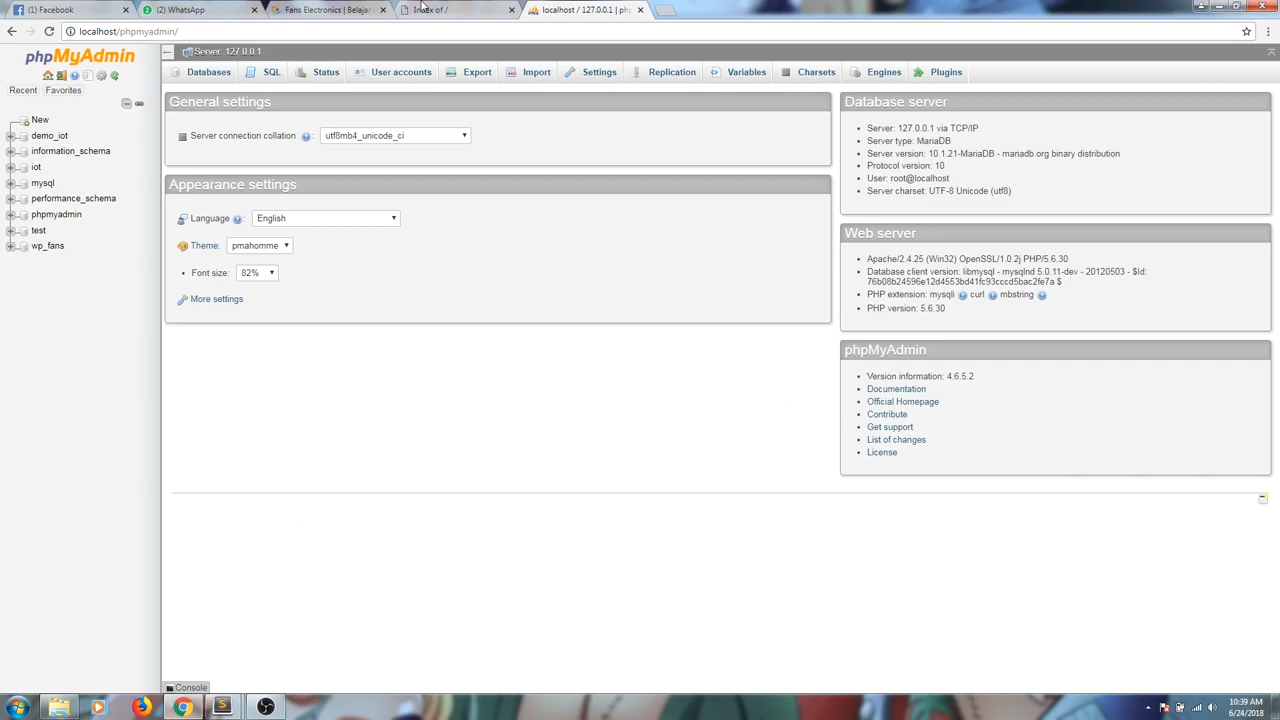 (1) Facebook
WhatsApp
Fans Electronics | Belajar
Index of /
localhost / 127.0.0.1 | php
localhost/phpmyadmin/
phpMyAdmin
Recent
Favorites
New
demo_iot
information_schema
iot
mysql
performance_schema
phpmyadmin
test
wp_fans
Server: 127.0.0.1
Databases
SQL
Status
User accounts
Export
Import
Settings
Replication
Variables
Charsets
Engines
Plugins
General settings
Server connection collation :
utf8mb4_unicode_ci
Appearance settings
Language :
English
Theme:
pmahomme
Font size:
82%
More settings
Database server
Server: 127.0.0.1 via TCP/IP
Server type: MariaDB
Server version: 10.1.21-MariaDB - mariadb.org binary distribution
Protocol version: 10
User: root@localhost
Server charset: UTF-8 Unicode (utf8)
Web server
Apache/2.4.25 (Win32) OpenSSL/1.0.2j PHP/5.6.30
Database client version: libmysql - mysqlnd 5.0.11-dev - 20120503 - $Id:
76b08b24596e12d4553bd41fc93cccd5bac2fe7a $
PHP extension: mysqli curl mbstring
PHP version: 5.6.30
phpMyAdmin
Version information: 4.6.5.2
Documentation
Official Homepage
Contribute
Get support
List of changes
License
Console
10:39 AM
6/24/2018